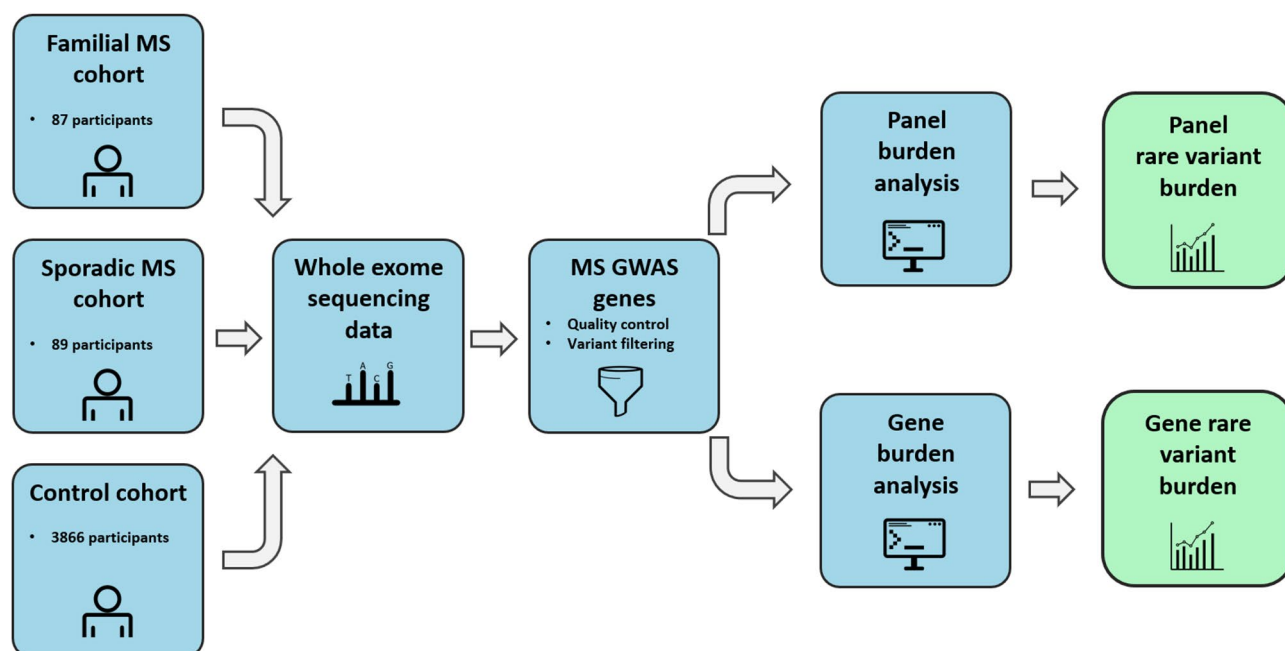 Familial MS
cohort
• 87 participants
Sporadic MS
cohort
• 89 participants
Control cohort
• 3866 participants
Whole exome
sequencing
data
T A C G
MS GWAS
genes
• Quality control
• Variant filtering
Panel
burden
analysis
Panel
rare variant
burden
Gene
burden
analysis
Gene rare
variant
burden